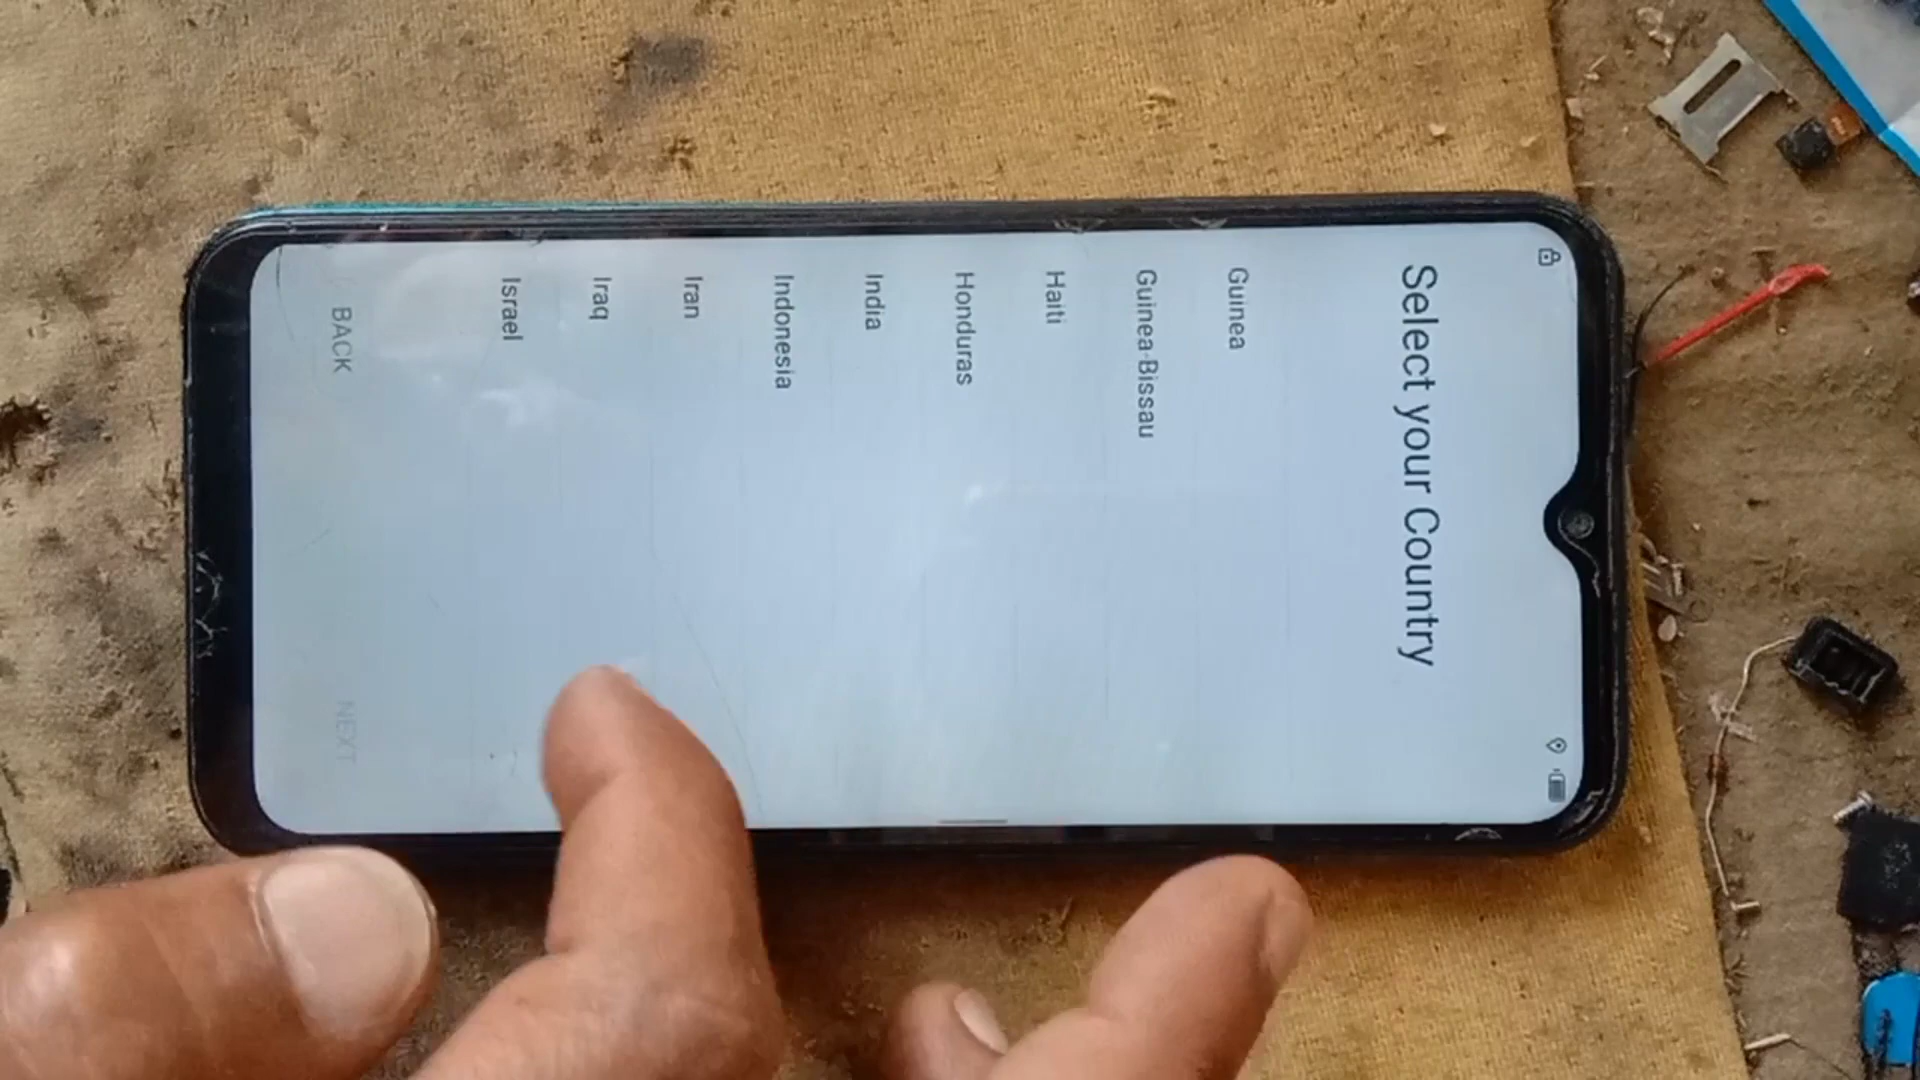 Select your Country
Guinea
Guinea-Bissau
Haiti
Honduras
India
Indonesia
Iran
Iraq
Israel
BACK
NEXT